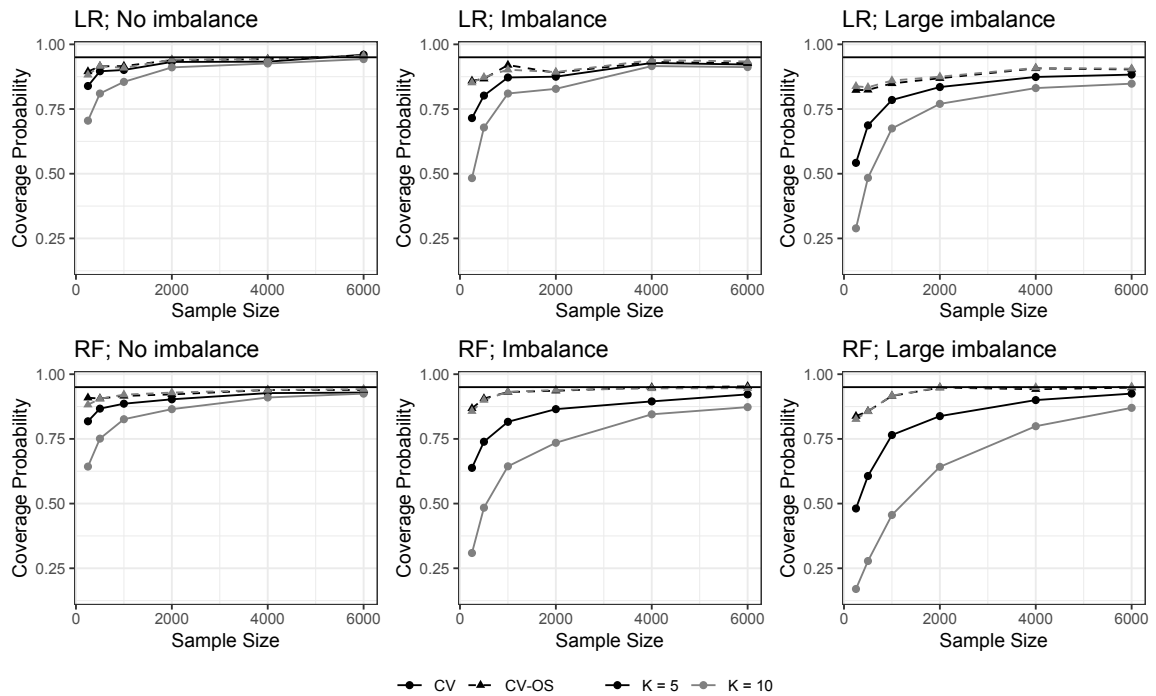 LR; No imbalance
LR; Imbalance
LR; Large imbalance
1.00
0.75
0.50
0.25
Coverage Probability
0 2000 4000 6000
Sample Size
1.00
0.75
0.50
0.25
Coverage Probability
0 2000 4000 6000
Sample Size
1.00
0.75
0.50
0.25
Coverage Probability
0 2000 4000 6000
Sample Size
RF; No imbalance
RF; Imbalance
RF; Large imbalance
1.00
0.75
0.50
0.25
Coverage Probability
0 2000 4000 6000
Sample Size
1.00
0.75
0.50
0.25
Coverage Probability
0 2000 4000 6000
Sample Size
1.00
0.75
0.50
0.25
Coverage Probability
0 2000 4000 6000
Sample Size
CV CV-OS K = 5 K = 10